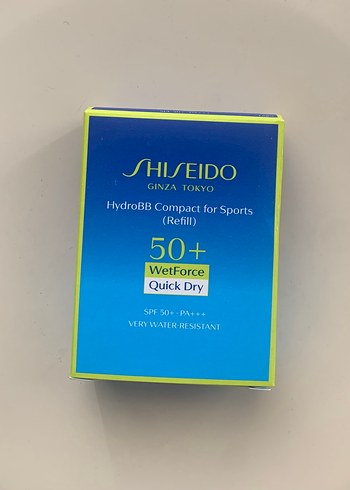 SHISEIDO
GINZA TOKYO
HydroBB Compact for Sports
(Refill)
50+
WetForce
Quick Dry
SPF 50+ · PA+++
VERY WATER-RESISTANT